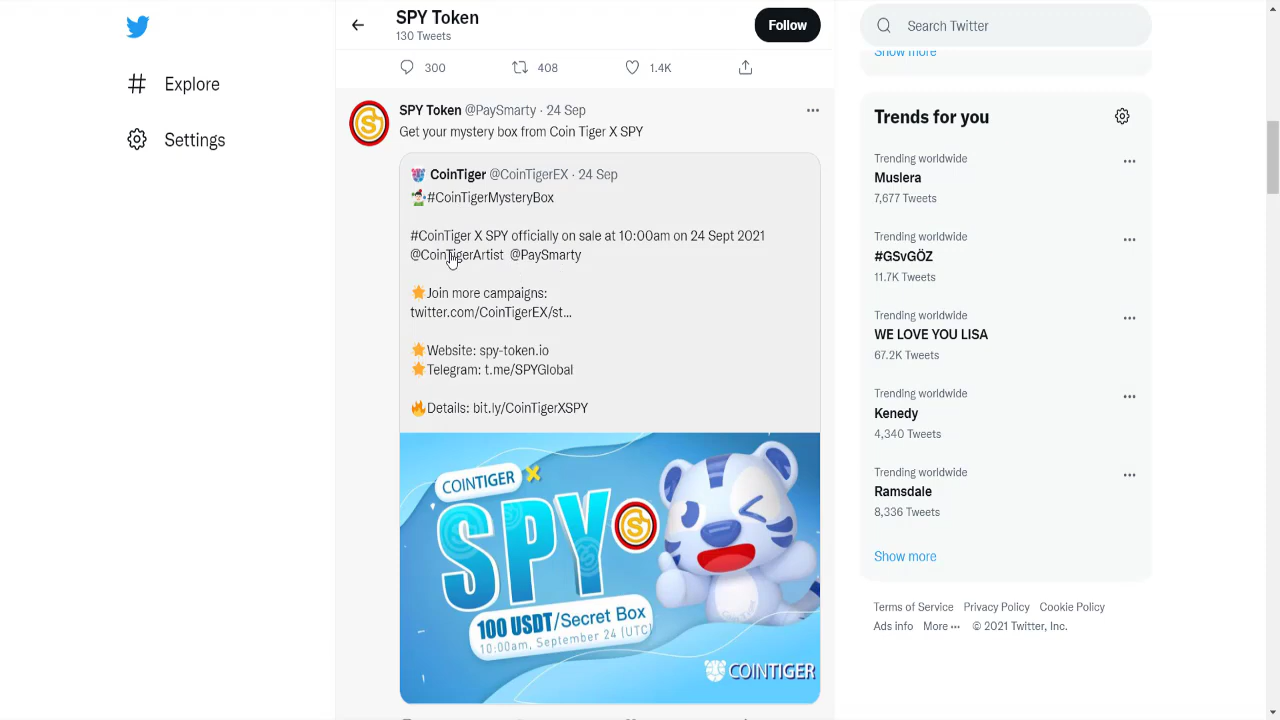 SPY Token
130 Tweets
Follow
Search Twitter
Explore
Settings
300
408
1.4K
SPY Token @PaySmarty · 24 Sep
Get your mystery box from Coin Tiger X SPY
CoinTiger @CoinTigerEX · 24 Sep
#CoinTigerMysteryBox
#CoinTiger X SPY officially on sale at 10:00am on 24 Sept 2021
@CoinTigerArtist @PaySmarty
Join more campaigns:
twitter.com/CoinTigerEX/st...
Website: spy-token.io
Telegram: t.me/SPYGlobal
Details: bit.ly/CoinTigerXSPY
COINTIGER X
SPY
100 USDT/Secret Box
10:00am, September 24 (UTC)
COINTIGER
Show more
Trends for you
Trending worldwide
Muslera
7,677 Tweets
Trending worldwide
#GSvGÖZ
11.7K Tweets
Trending worldwide
WE LOVE YOU LISA
67.2K Tweets
Trending worldwide
Kenedy
4,340 Tweets
Trending worldwide
Ramsdale
8,336 Tweets
Show more
Terms of Service Privacy Policy Cookie Policy
Ads info More ··· © 2021 Twitter, Inc.